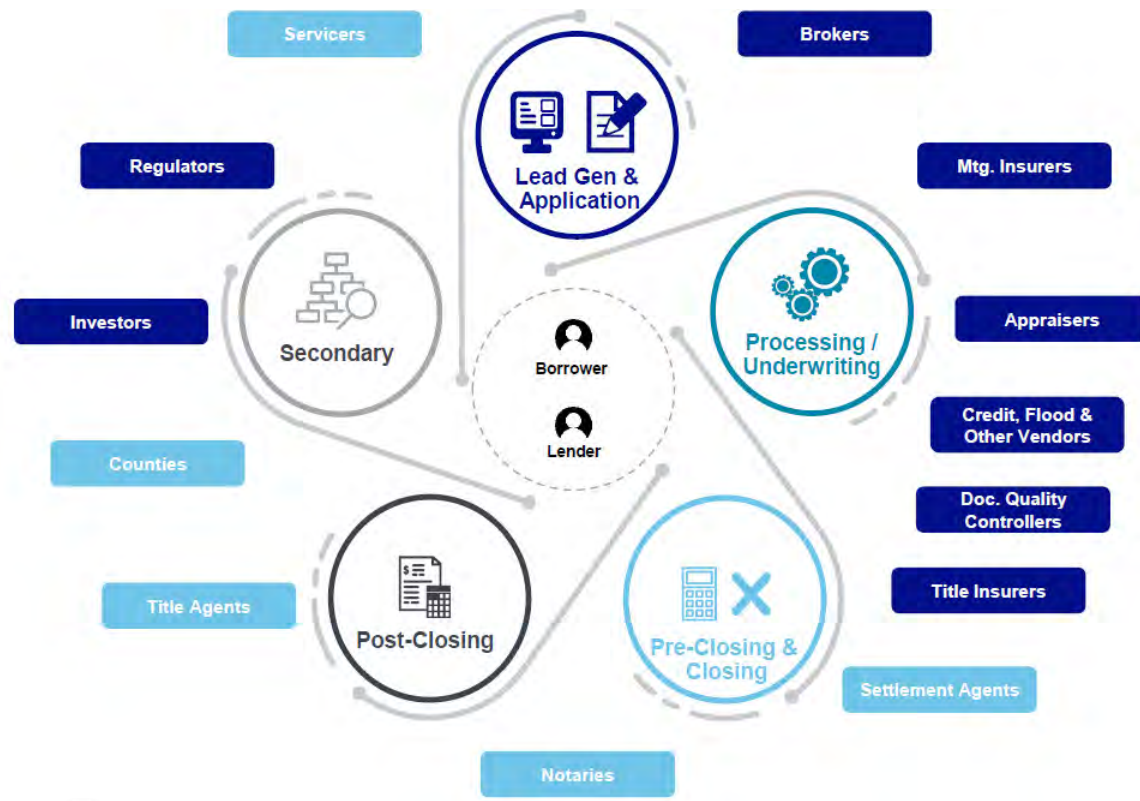 Servicers
Brokers
Regulators
Lead Gen &
Application
Mtg. Insurers
Investors
Secondary
Borrower
Lender
Processing /
Underwriting
Appraisers
Credit, Flood &
Other Vendors
Counties
Doc. Quality
Controllers
Title Agents
Post-Closing
$
Pre-Closing &
Closing
Title Insurers
Settlement Agents
Notaries